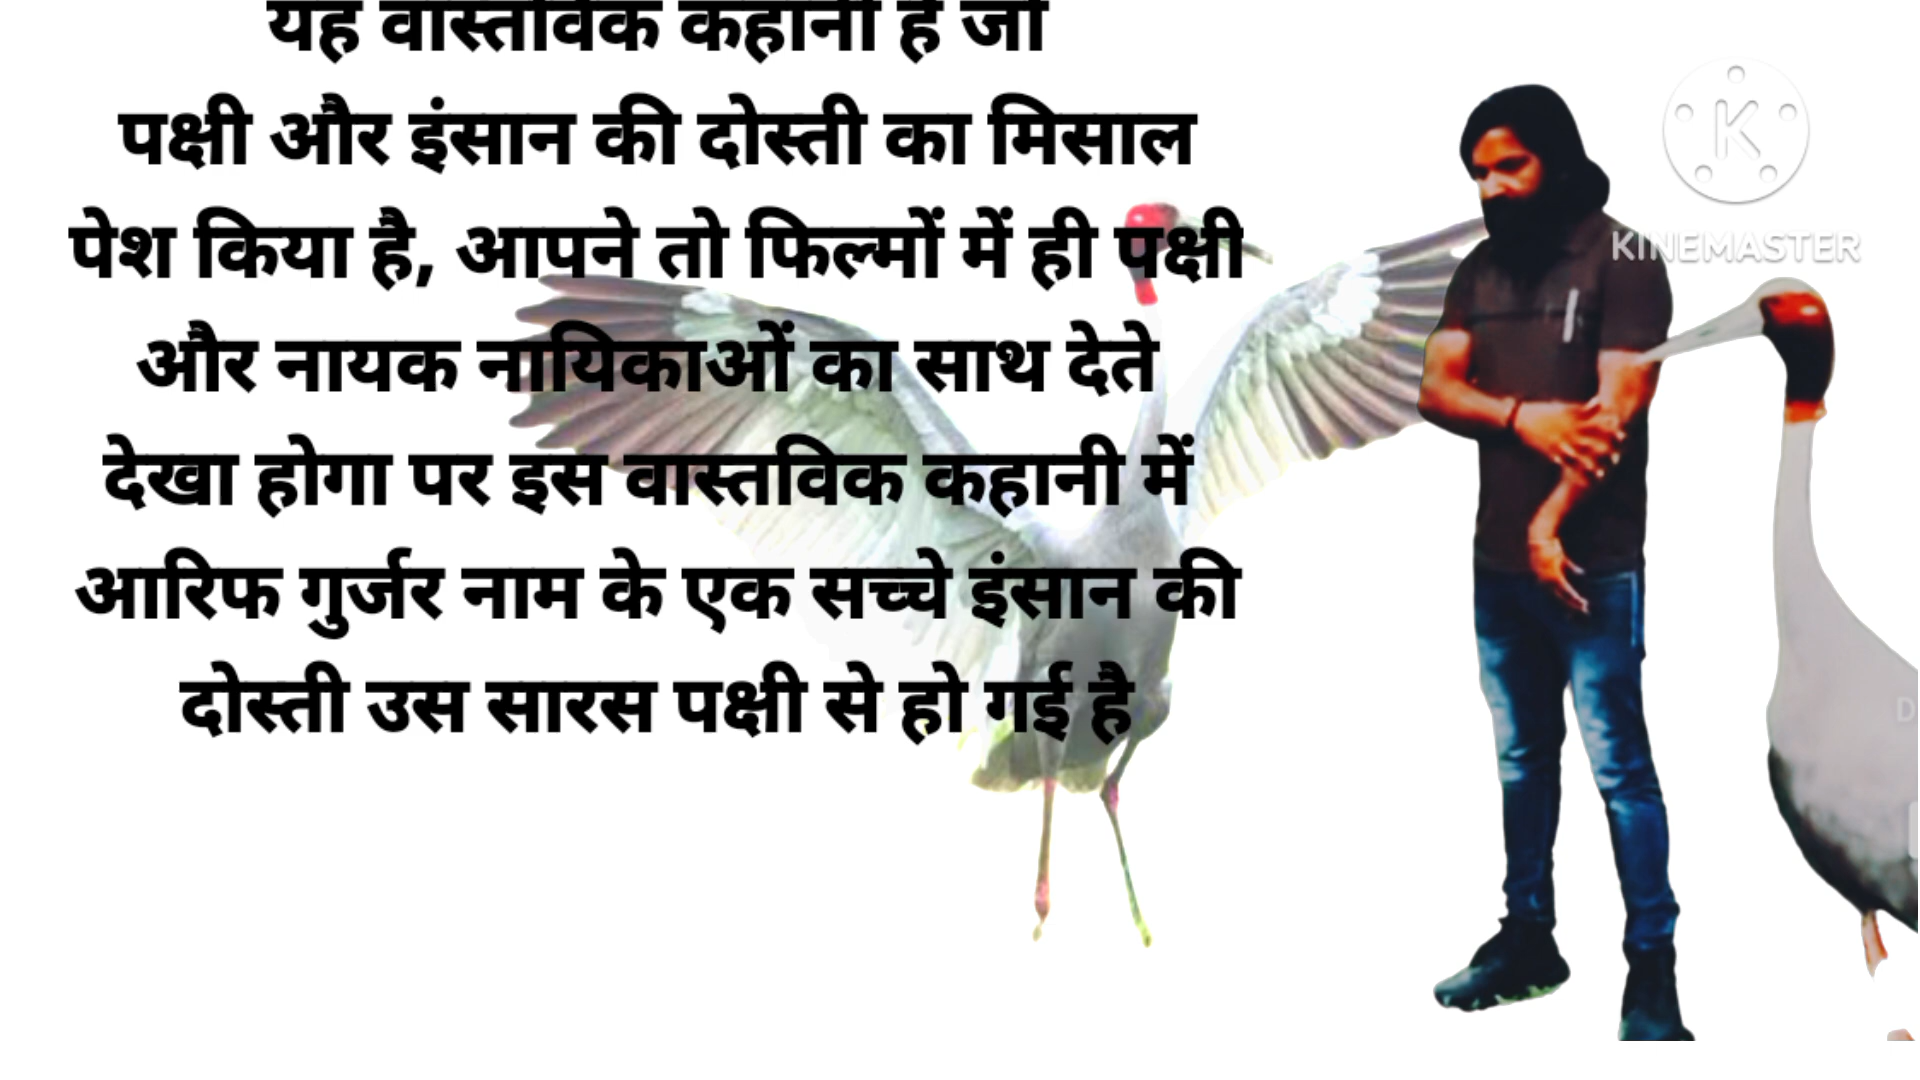 यह वास्तविक कहानी है जो
पक्षी और इंसान की दोस्ती का मिसाल
पेश किया है, आपने तो फिल्मों में ही पक्षी
और नायक नायिकाओं का साथ देते
देखा होगा पर इस वास्तविक कहानी में
आरिफ गुर्जर नाम के एक सच्चे इंसान की
दोस्ती उस सारस पक्षी से हो गई है
K
KINEMASTER